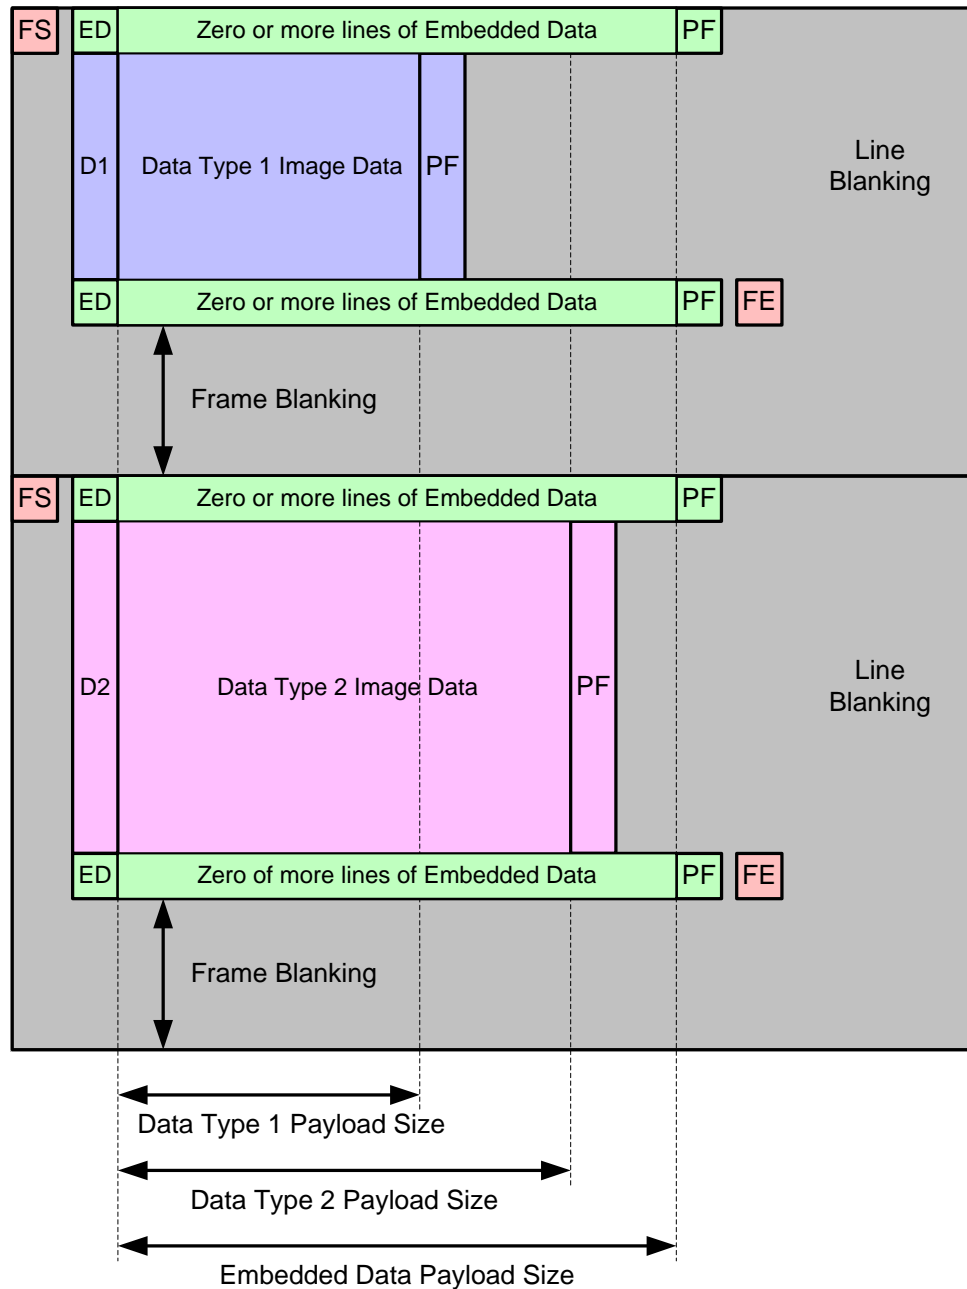 FS ED Zero or more lines of Embedded Data PF
D1 Data Type 1 Image Data PF
Line
Blanking
ED Zero or more lines of Embedded Data PF FE
Frame Blanking
FS ED Zero or more lines of Embedded Data PF
D2 Data Type 2 Image Data PF
Line
Blanking
ED Zero of more lines of Embedded Data PF FE
Frame Blanking
Data Type 1 Payload Size
Data Type 2 Payload Size
Embedded Data Payload Size